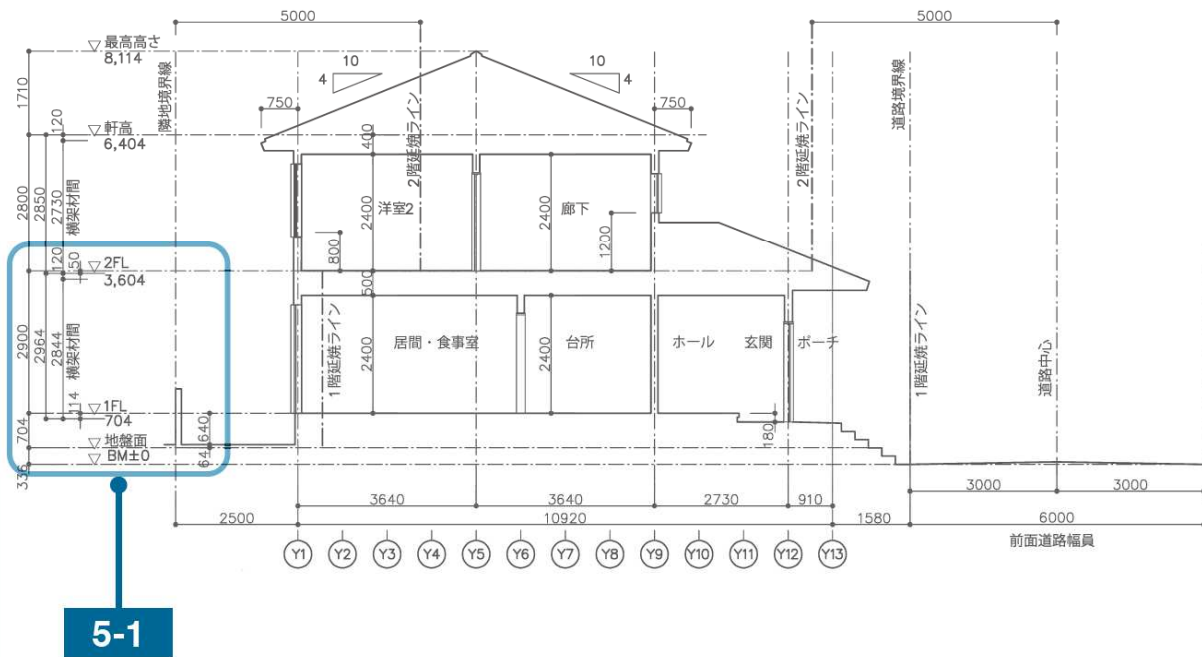 5000
5000
最高高さ
8,114
10
4
10
4
隣地境界線
2階延焼ライン
2階延焼ライン
道路境界線
1710
120
750
750
軒高
6,404
400
2800
2850
2730
横架材間
洋室2
廊下
2400
2400
800
1200
120
50
2FL
3,604
500
2900
2964
2844
横架材間
1階延焼ライン
居間・食事室
台所
ホール
玄関
ポーチ
2400
2400
1階延焼ライン
道路中心
114
1FL
704
704
640
64
180
地盤面
BM±0
336
3640
3640
2730
910
3000
3000
2500
10920
1580
6000
Y1
Y2
Y3
Y4
Y5
Y6
Y7
Y8
Y9
Y10
Y11
Y12
Y13
前面道路幅員
5-1